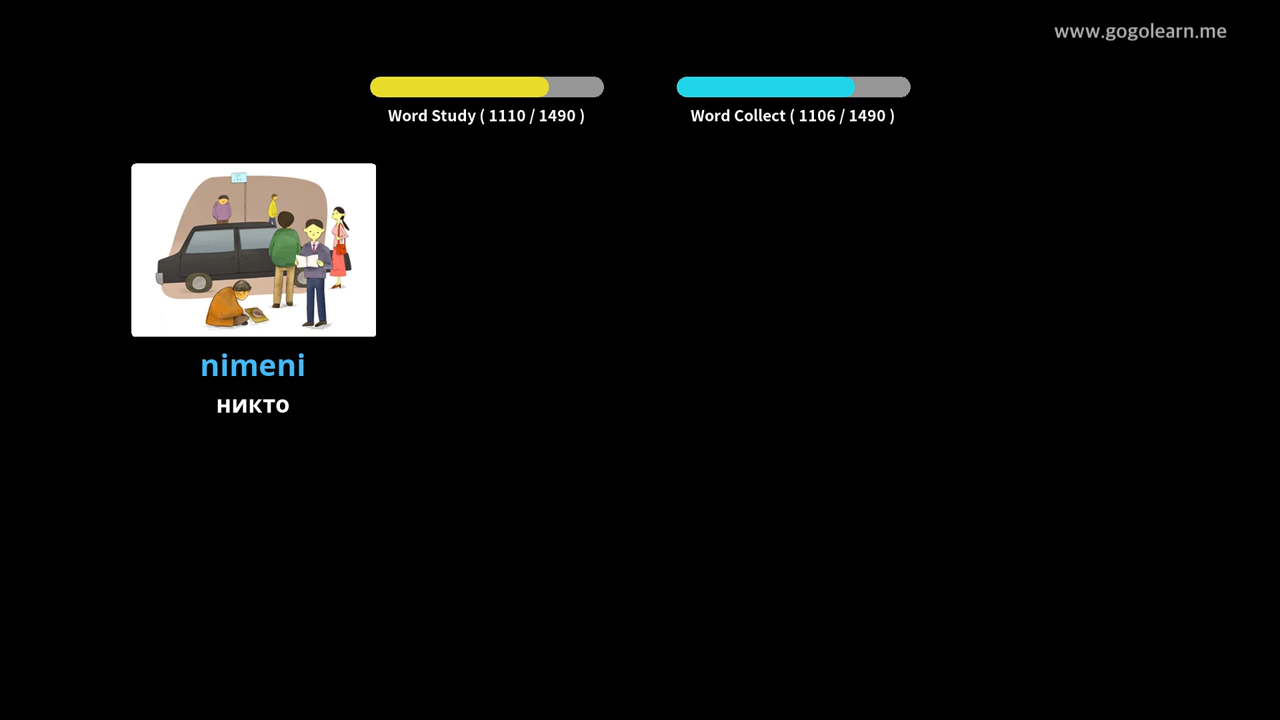 www.gogolearn.me
Word Study ( 1110 / 1490 )
Word Collect ( 1106 / 1490 )
nimeni
никто